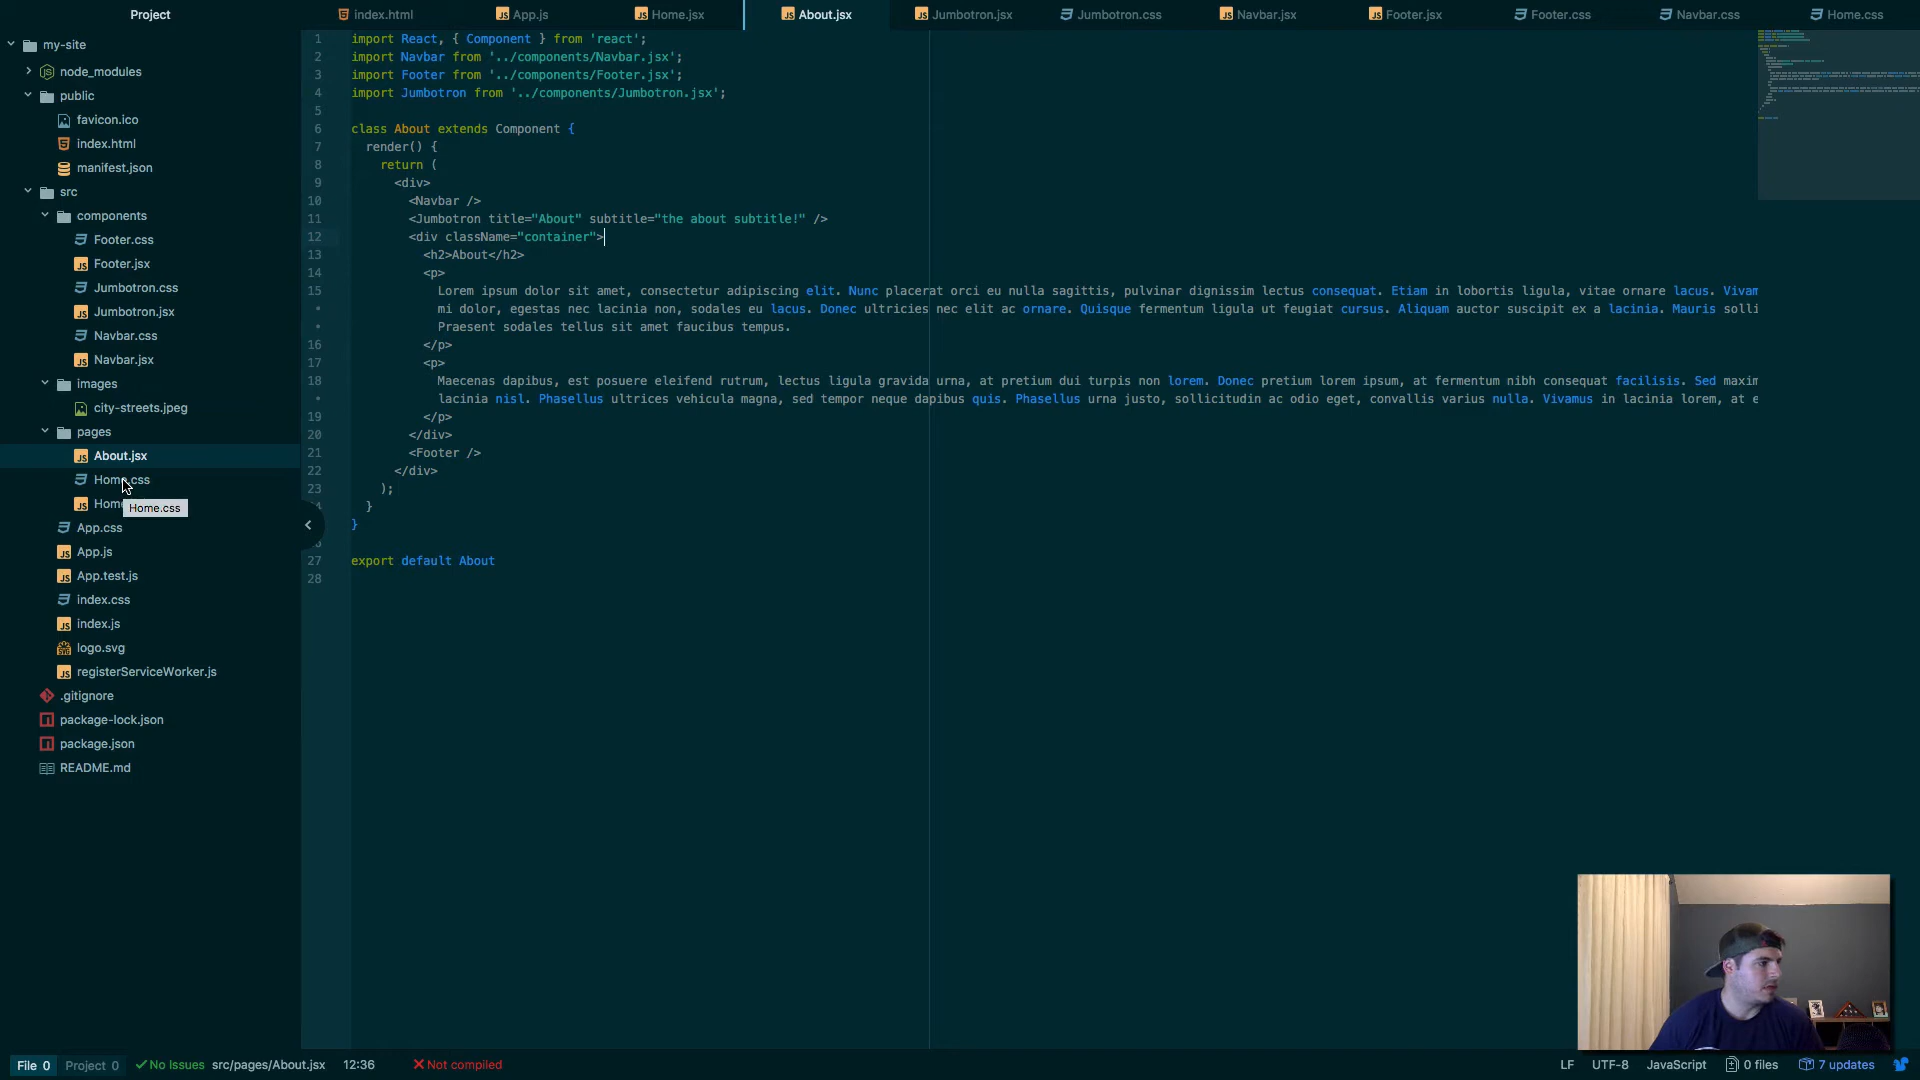 Project
index.html
App.js
Home.jsx
About.jsx
Jumbotron.jsx
Jumbotron.css
Navbar.jsx
Footer.jsx
Footer.css
Navbar.css
Home.css
my-site
node_modules
public
favicon.ico
index.html
manifest.json
src
components
Footer.css
Footer.jsx
Jumbotron.css
Jumbotron.jsx
Navbar.css
Navbar.jsx
images
city-streets.jpeg
pages
About.jsx
Home.css
Home
Home.css
App.css
App.js
App.test.js
index.css
index.js
logo.svg
registerServiceWorker.js
.gitignore
package-lock.json
package.json
README.md
1 import React, { Component } from 'react';
2 import Navbar from '../components/Navbar.jsx';
3 import Footer from '../components/Footer.jsx';
4 import Jumbotron from '../components/Jumbotron.jsx';
5
6 class About extends Component {
7 render() {
8 return (
9 <div>
10 <Navbar />
11 <Jumbotron title="About" subtitle="the about subtitle!" />
12 <div className="container">
13 <h2>About</h2>
14 <p>
15 Lorem ipsum dolor sit amet, consectetur adipiscing elit. Nunc placerat orci eu nulla sagittis, pulvinar dignissim lectus consequat. Etiam in lobortis ligula, vitae ornare lacus. Vivam
• mi dolor, egestas nec lacinia non, sodales eu lacus. Donec ultricies nec elit ac ornare. Quisque fermentum ligula ut feugiat cursus. Aliquam auctor suscipit ex a lacinia. Mauris solli
• Praesent sodales tellus sit amet faucibus tempus.
16 </p>
17 <p>
18 Maecenas dapibus, est posuere eleifend rutrum, lectus ligula gravida urna, at pretium dui turpis non lorem. Donec pretium lorem ipsum, at fermentum nibh consequat facilisis. Sed maxim
• lacinia nisl. Phasellus ultrices vehicula magna, sed tempor neque dapibus quis. Phasellus urna justo, sollicitudin ac odio eget, convallis varius nulla. Vivamus in lacinia lorem, at e
19 </p>
20 </div>
21 <Footer />
22 </div>
23 );
}
}
27 export default About
28
File 0
Project 0
No Issues
src/pages/About.jsx
12:36
Not compiled
LF
UTF-8
JavaScript
0 files
7 updates